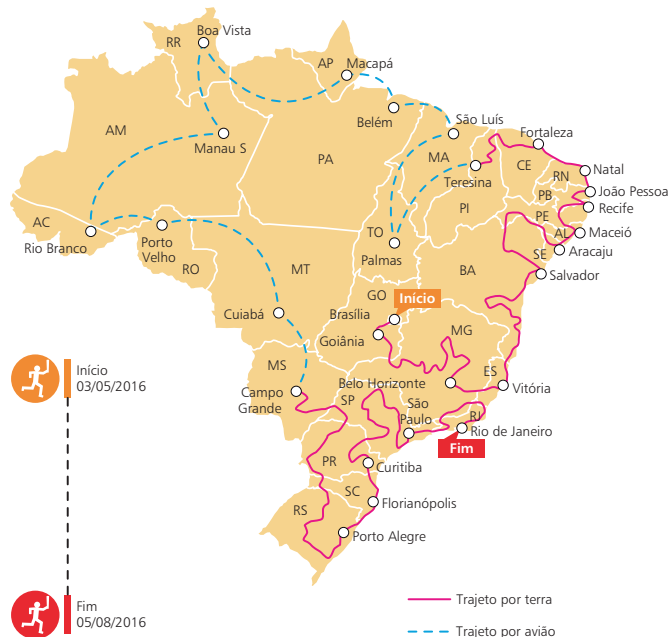 Boa Vista
RR
AP
Macapá
Belém
São Luís
Fortaleza
AM
Manau S
PA
MA
Teresina
CE
RN
Natal
PB
João Pessoa
PE
Recife
PI
AL
Maceió
AC
Rio Branco
Porto
Velho
RO
MT
TO
Palmas
BA
SE
Aracaju
Salvador
GO
Início
Brasília
Cuiabá
Goiânia
MG
MS
Campo
Grande
Belo Horizonte
ES
Vitória
SP
São
Paulo
RJ
Rio de Janeiro
Fim
PR
Curitiba
SC
Florianópolis
RS
Porto Alegre
Início
03/05/2016
Fim
05/08/2016
Trajeto por terra
Trajeto por avião